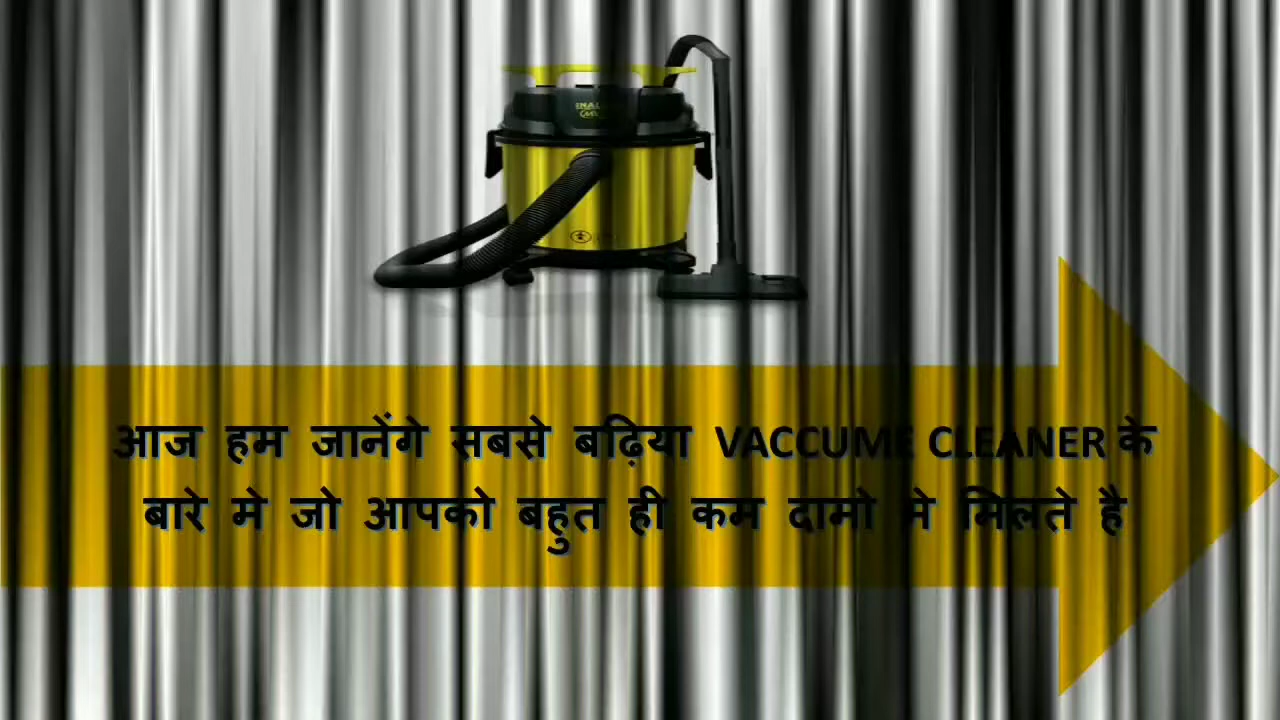 आज हम जानेंगे सबसे बढ़िया VACCUME CLEANER के
बारे मे जो आपको बहुत ही कम दामो मे मिलते है